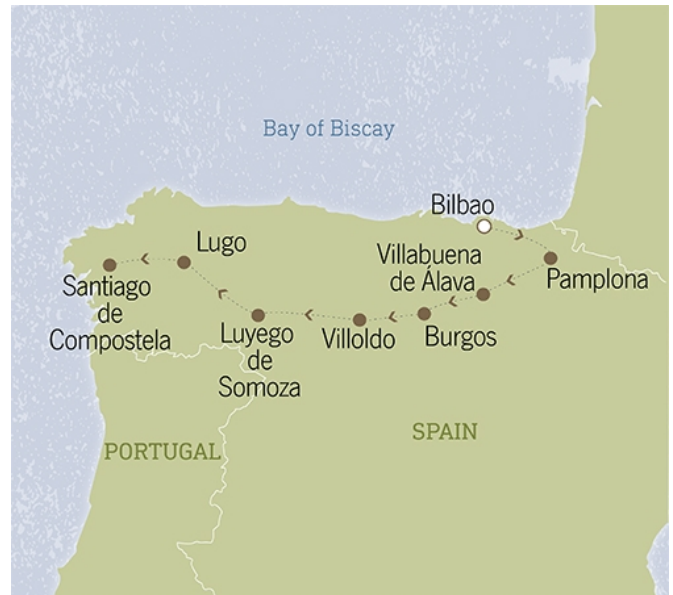 Bay of Biscay
Bilbao
Lugo
Villabuena
de Álava
Pamplona
Santiago
de
Compostela
Luyego
de
Somoza
Villoldo
Burgos
PORTUGAL
SPAIN